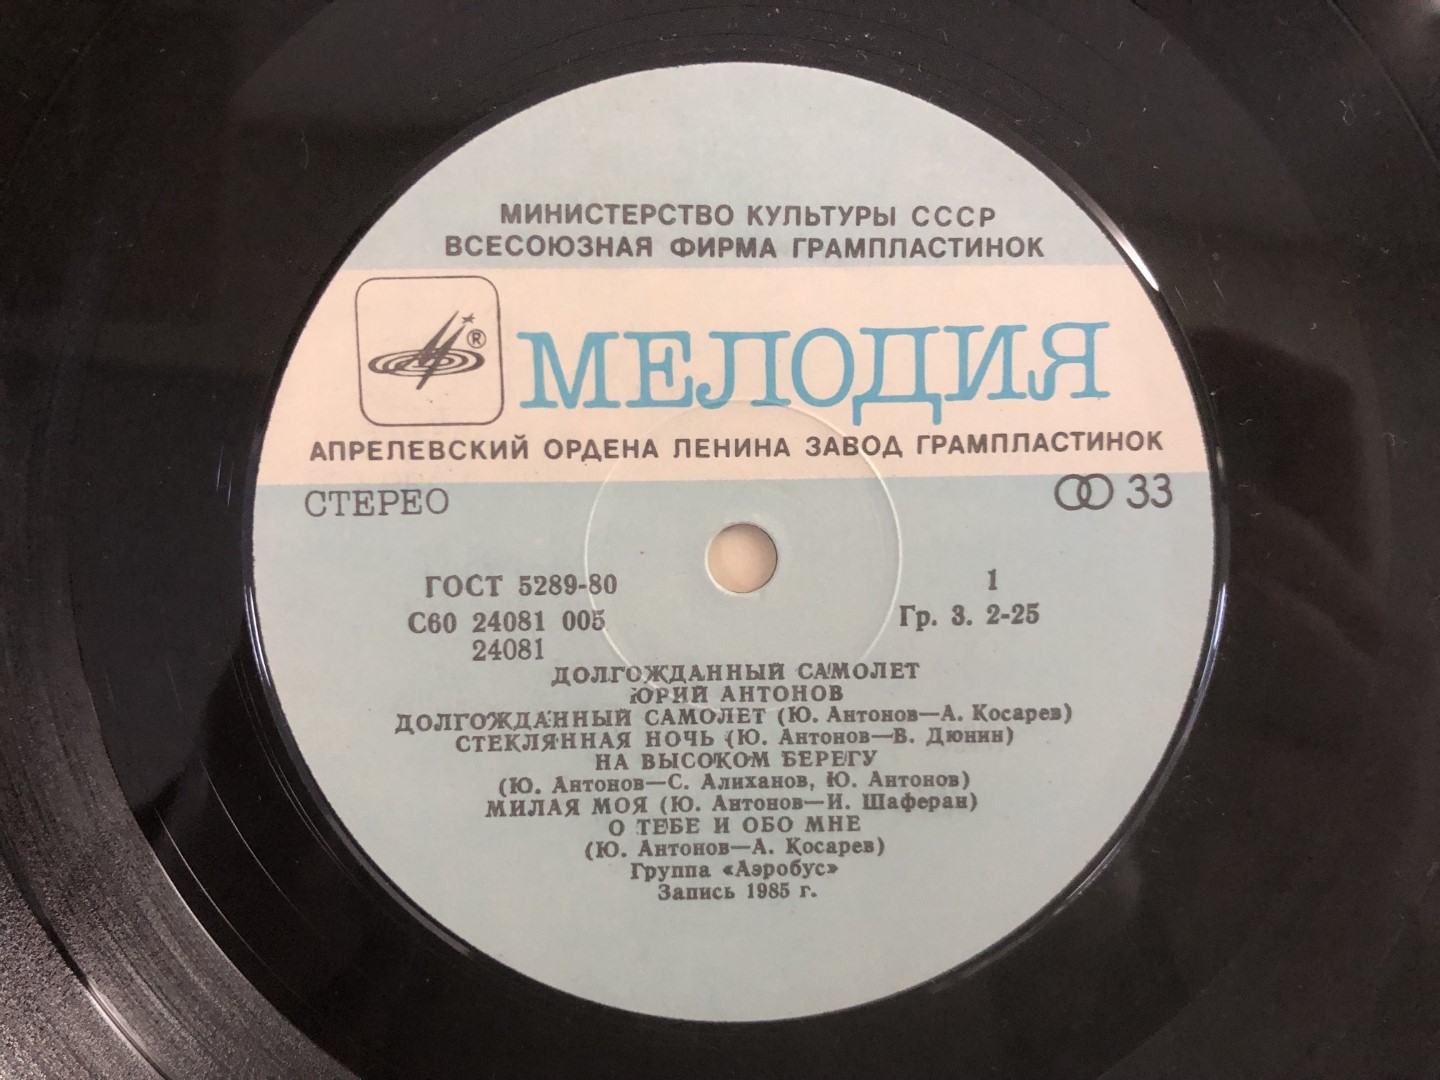 МИНИСТЕРСТВО КУЛЬТУРЫ СССР
ВСЕСОЮЗНАЯ ФИРМА ГРАМПЛАСТИНОК
®
МЕЛОДИЯ
АПРЕЛЕВСКИЙ ОРДЕНА ЛЕНИНА ЗАВОД ГРАМПЛАСТИНОК
СТЕРЕО 33
ГОСТ 5289-80 1
С60 24081 005 Гр. 3. 2-25
24081
ДОЛГОЖДАННЫЙ САМОЛЕТ
ЮРИЙ АНТОНОВ
ДОЛГОЖДАННЫЙ САМОЛЕТ (Ю. Антонов—А. Косарев)
СТЕКЛЯННАЯ НОЧЬ (Ю. Антонов—В. Дюнин)
НА ВЫСОКОМ БЕРЕГУ
(Ю. Антонов—С. Алиханов, Ю. Антонов)
МИЛАЯ МОЯ (Ю. Антонов—И. Шаферан)
О ТЕБЕ И ОБО МНЕ
(Ю. Антонов—А. Косарев)
Группа «Аэробус»
Запись 1985 г.